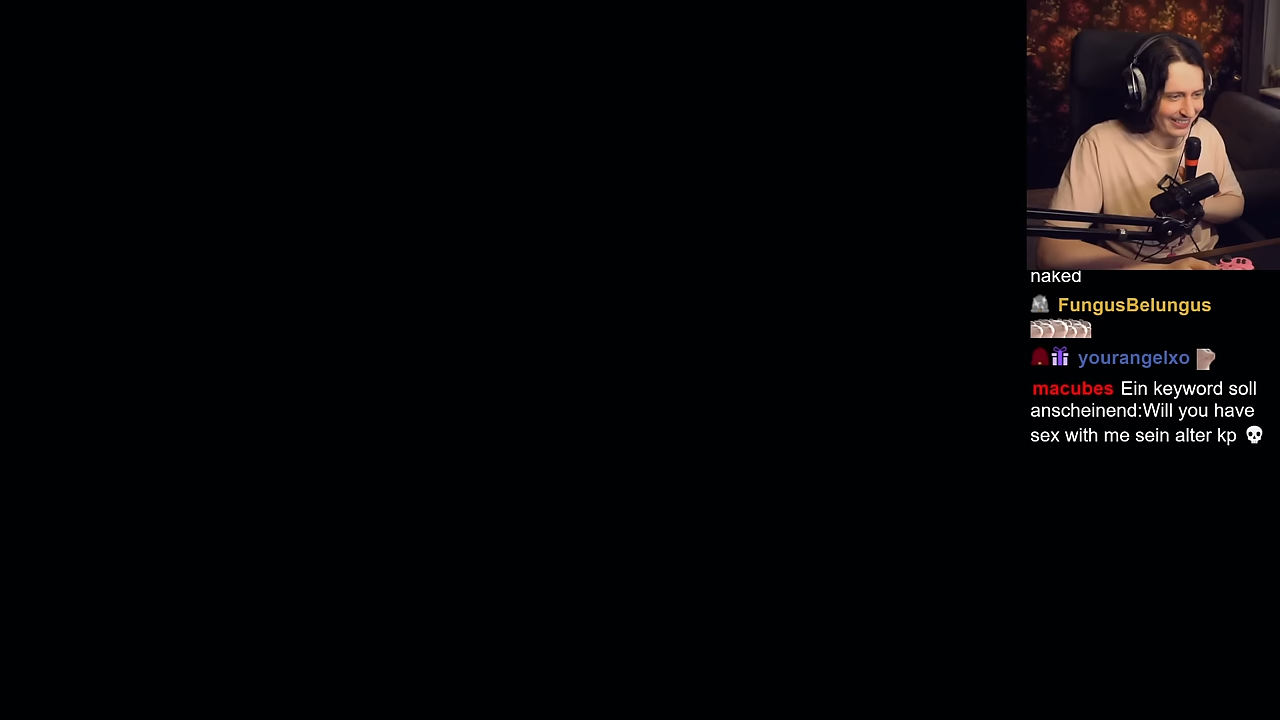 naked
FungusBelungus
yourangelxo
macubes Ein keyword soll
anscheinend:Will you have
sex with me sein alter kp 💀